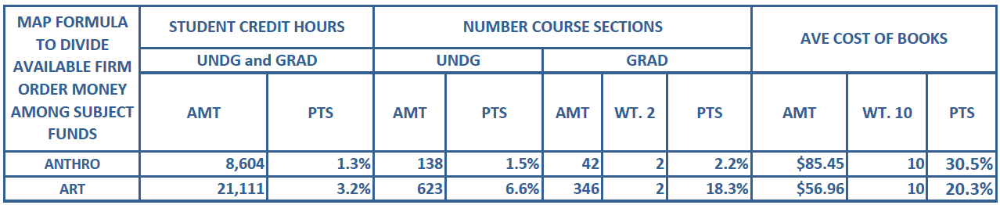 MAP FORMULA
TO DIVIDE
AVAILABLE FIRM
ORDER MONEY
AMONG SUBJECT
FUNDS
STUDENT CREDIT HOURS
NUMBER COURSE SECTIONS
AVE COST OF BOOKS
UNDG and GRAD
UNDG
GRAD
AMT
PTS
AMT
PTS
AMT
WT. 2
PTS
AMT
WT. 10
PTS
ANTHRO 8,604 1.3% 138 1.5% 42 2 2.2% $85.45 10 30.5%
ART 21,111 3.2% 623 6.6% 346 2 18.3% $56.96 10 20.3%